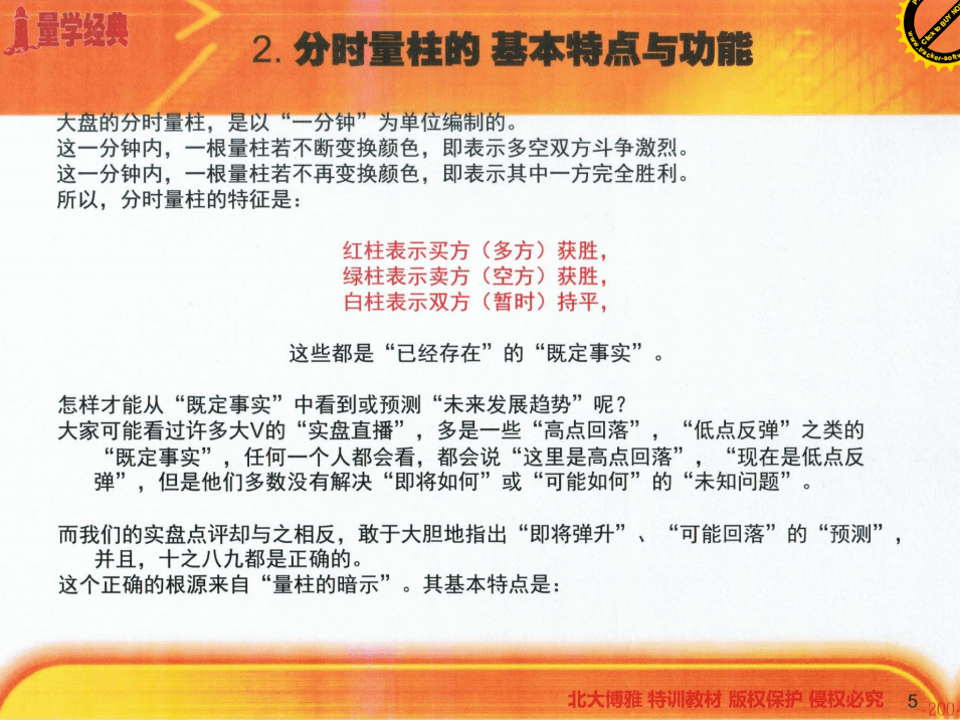 量学经典
2. 分时量柱的 基本特点与功能
Click to BUY NO
www.tracker-softw
大盘的分时量柱，是以“一分钟”为单位编制的。
这一分钟内，一根量柱若不断变换颜色，即表示多空双方斗争激烈。
这一分钟内，一根量柱若不再变换颜色，即表示其中一方完全胜利。
所以，分时量柱的特征是：
红柱表示买方（多方）获胜，
绿柱表示卖方（空方）获胜，
白柱表示双方（暂时）持平，
这些都是“已经存在”的“既定事实”。
怎样才能从“既定事实”中看到或预测“未来发展趋势”呢？
大家可能看过许多大V的“实盘直播”，多是一些“高点回落”，“低点反弹”之类的
“既定事实”，任何一个人都会看，都会说“这里是高点回落”，“现在是低点反
弹”，但是他们多数没有解决“即将如何”或“可能如何”的“未知问题”。
而我们的实盘点评却与之相反，敢于大胆地指出“即将弹升”、“可能回落”的“预测”，
并且，十之八九都是正确的。
这个正确的根源来自“量柱的暗示”。其基本特点是：
北大博雅 特训教材 版权保护 侵权必究 5